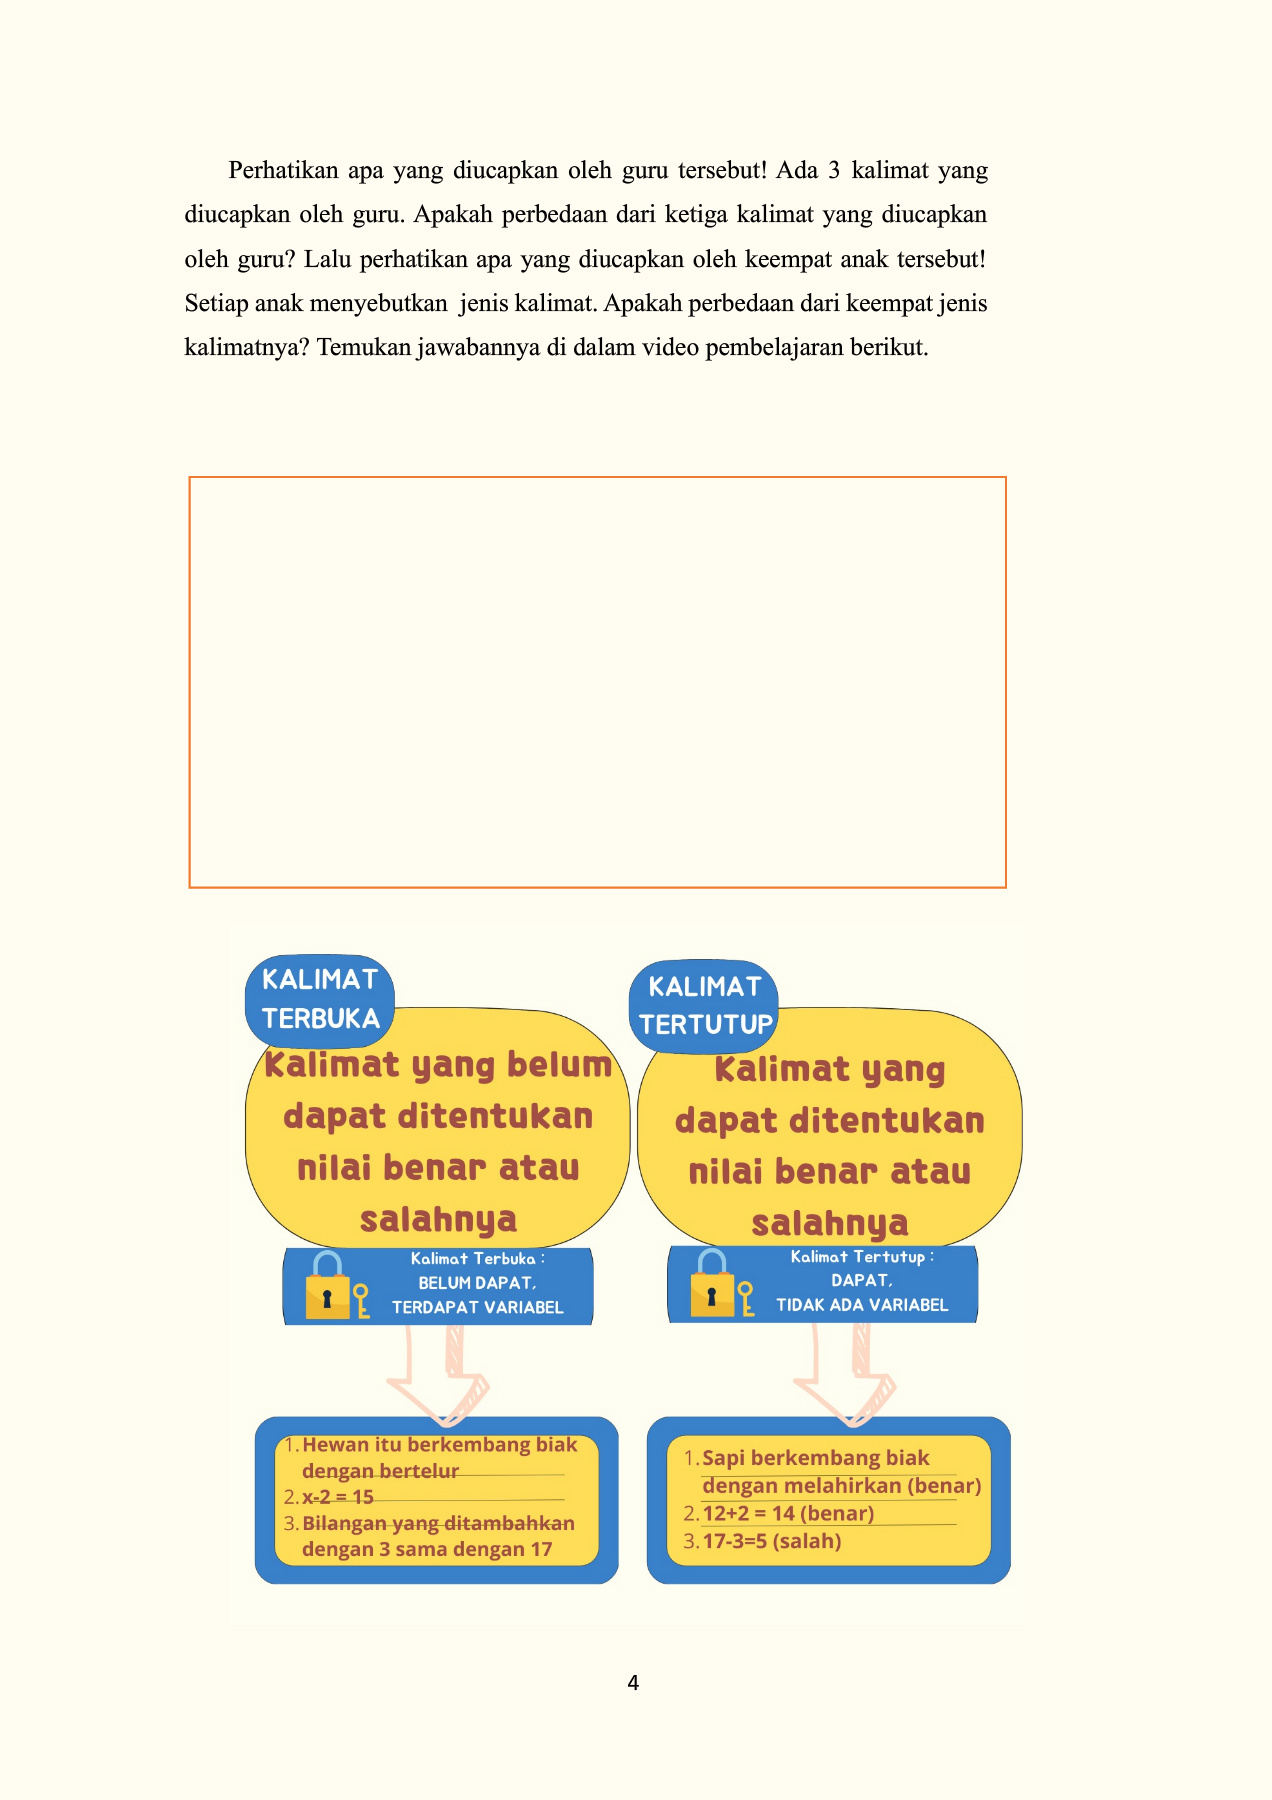 Perhatikan apa yang diucapkan oleh guru tersebut! Ada 3 kalimat yang
diucapkan oleh guru. Apakah perbedaan dari ketiga kalimat yang diucapkan
oleh guru? Lalu perhatikan apa yang diucapkan oleh keempat anak tersebut!
Setiap anak menyebutkan jenis kalimat. Apakah perbedaan dari keempat jenis
kalimatnya? Temukan jawabannya di dalam video pembelajaran berikut.
KALIMAT
TERBUKA
Kalimat yang belum
dapat ditentukan
nilai benar atau
salahnya
Kalimat Terbuka :
BELUM DAPAT,
TERDAPAT VARIABEL
1. Hewan itu berkembang biak
dengan bertelur
2. x-2 = 15
3. Bilangan yang ditambahkan
dengan 3 sama dengan 17
KALIMAT
TERTUTUP
Kalimat yang
dapat ditentukan
nilai benar atau
salahnya
Kalimat Tertutup :
DAPAT,
TIDAK ADA VARIABEL
1. Sapi berkembang biak
dengan melahirkan (benar)
2. 12+2 = 14 (benar)
3. 17-3=5 (salah)
4